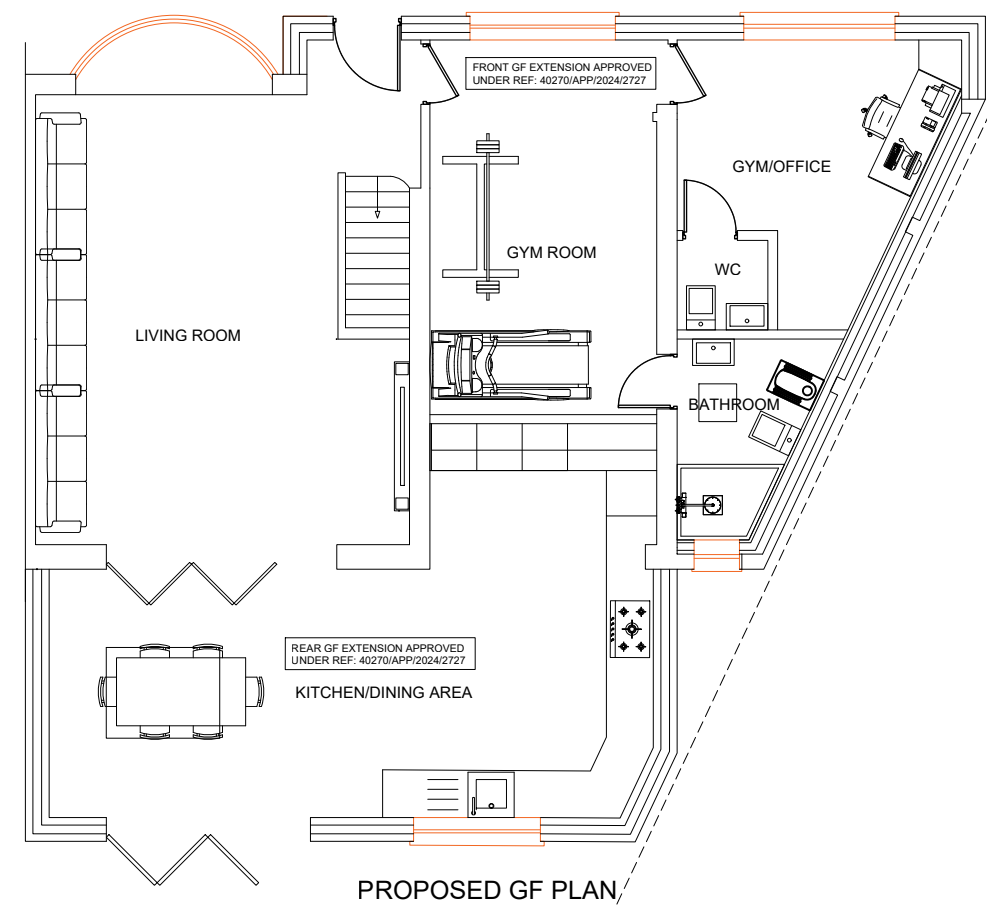 FRONT GF EXTENSION APPROVED
UNDER REF: 40270/APP/2024/2727
GYM/OFFICE
GYM ROOM
WC
LIVING ROOM
BATHROOM
REAR GF EXTENSION APPROVED
UNDER REF: 40270/APP/2024/2727
KITCHEN/DINING AREA
PROPOSED GF PLAN